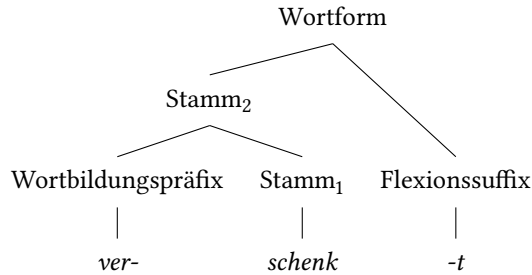 Wortform
Stamm₂
Wortbildungspräfix Stamm₁ Flexionssuffix
ver- schenk -t